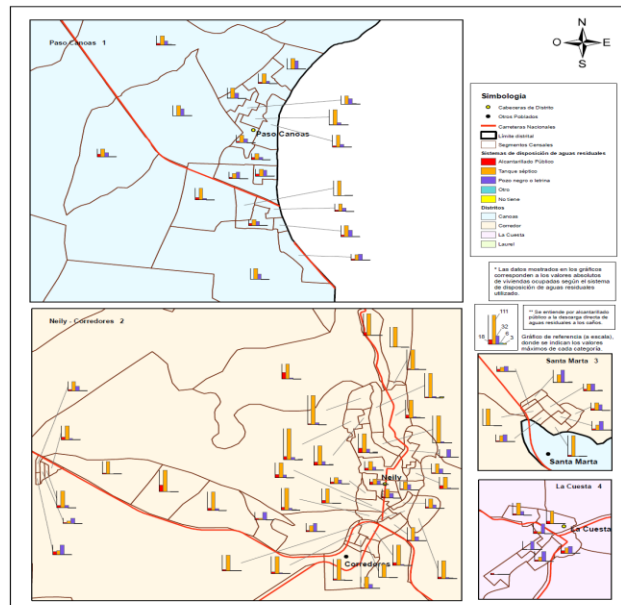 Paso Canoas 1
Paso Canoas
N
O
E
S
Simbología
Cabeceras de Distrito
Otros Poblados
Carreteras Nacionales
Límite distrital
Segmentos Censales
Sistemas de disposición de aguas residuales
Alcantarillado Público
Tanque séptico
Pozo negro o letrina
Otro
No tiene
Distritos
Canoas
Corredor
La Cuesta
Laurel
* Las datos mostrados en los gráficos
corresponden a los valores absolutos
de viviendas ocupadas según el sistema
de disposición de aguas residuales
utilizado.
** Se entiende por alcantarillado
público a la descarga directa de
aguas residuales a los caños.
111
32
18
6
3
Gráfico de referencia (a escala),
donde se indican los valores
máximos de cada categoría.
Neily - Corredores 2
Neily
Corredores
Santa Marta 3
Santa Marta
La Cuesta 4
La Cuesta